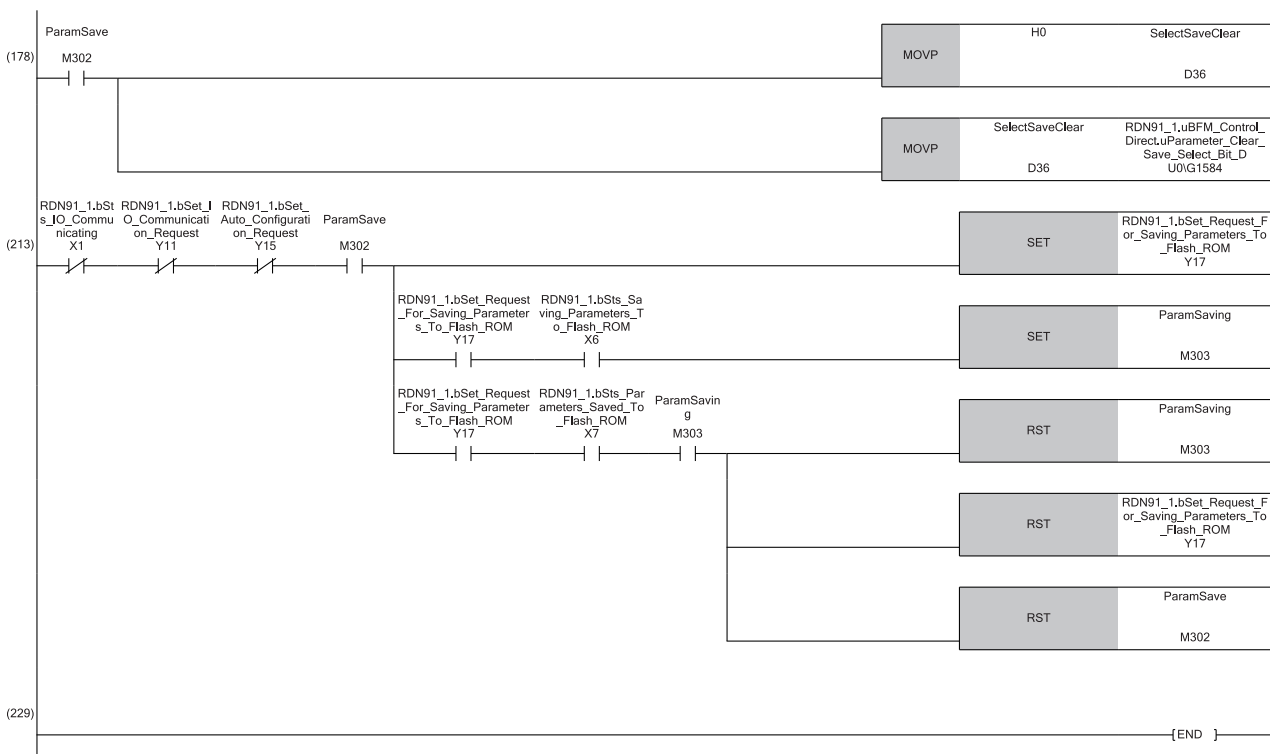 ParamSave
(178)
M302
MOVP
H0
SelectSaveClear
D36
MOVP
SelectSaveClear
D36
RDN91_1.uBFM_Control_
Direct.uParameter_Clear_
Save_Select_Bit_D
U0\G1584
RDN91_1.bSt
s_IO_Commu
nicating
X1
RDN91_1.bSet_I
O_Communicati
on_Request
Y11
RDN91_1.bSet_
Auto_Configurati
on_Request
Y15
ParamSave
M302
(213)
SET
RDN91_1.bSet_Request_F
or_Saving_Parameters_To
_Flash_ROM
Y17
RDN91_1.bSet_Request
_For_Saving_Parameter
s_To_Flash_ROM
Y17
RDN91_1.bSts_Sa
ving_Parameters_T
o_Flash_ROM
X6
SET
ParamSaving
M303
RDN91_1.bSet_Request
_For_Saving_Parameter
s_To_Flash_ROM
Y17
RDN91_1.bSts_Par
ameters_Saved_To
_Flash_ROM
X7
ParamSavin
g
M303
RST
ParamSaving
M303
RST
RDN91_1.bSet_Request_F
or_Saving_Parameters_To
_Flash_ROM
Y17
RST
ParamSave
M302
(229)
[END ]